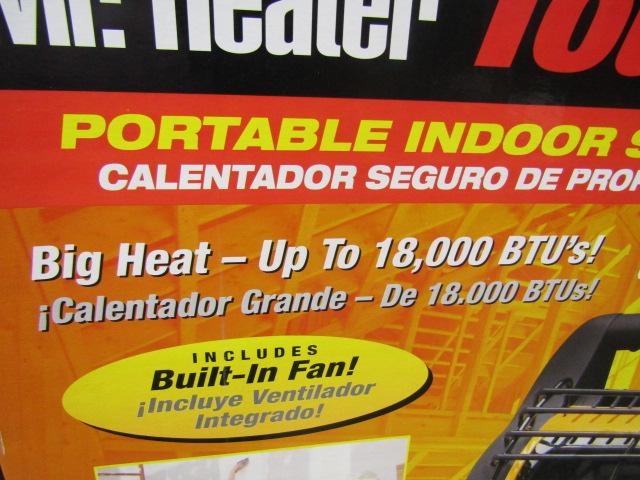 Heater
PORTABLE INDOOR
CALENTADOR SEGURO DE
Big Heat – Up To 18,000 BTU's!
¡Calentador Grande – De 18.000 BTUs!
INCLUDES
Built-In Fan!
¡Incluye Ventilador
Integrado!